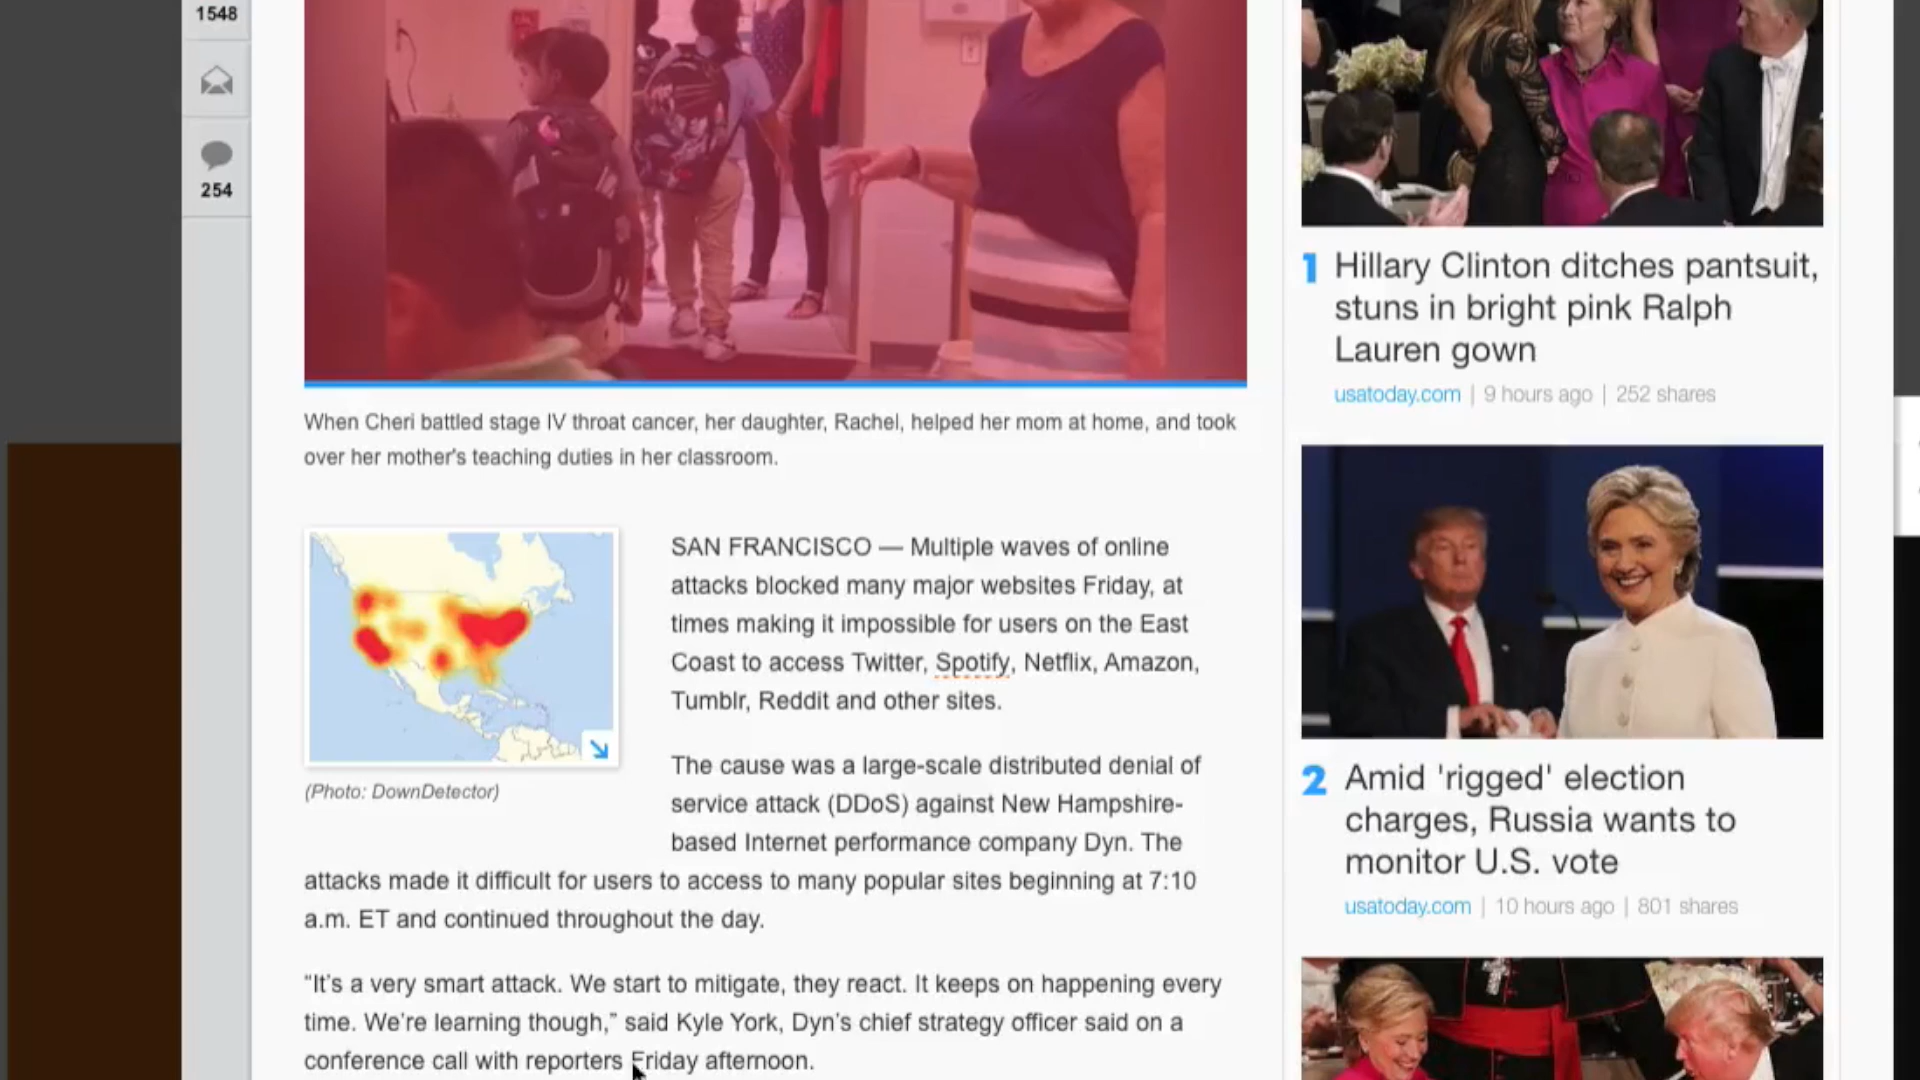 1548
254
When Cheri battled stage IV throat cancer, her daughter, Rachel, helped her mom at home, and took
over her mother's teaching duties in her classroom.
(Photo: DownDetector)
SAN FRANCISCO — Multiple waves of online
attacks blocked many major websites Friday, at
times making it impossible for users on the East
Coast to access Twitter, Spotify, Netflix, Amazon,
Tumblr, Reddit and other sites.
The cause was a large-scale distributed denial of
service attack (DDoS) against New Hampshire-
based Internet performance company Dyn. The
attacks made it difficult for users to access to many popular sites beginning at 7:10
a.m. ET and continued throughout the day.
“It’s a very smart attack. We start to mitigate, they react. It keeps on happening every
time. We’re learning though,” said Kyle York, Dyn’s chief strategy officer said on a
conference call with reporters Friday afternoon.
1 Hillary Clinton ditches pantsuit,
stuns in bright pink Ralph
Lauren gown
usatoday.com | 9 hours ago | 252 shares
2 Amid 'rigged' election
charges, Russia wants to
monitor U.S. vote
usatoday.com | 10 hours ago | 801 shares